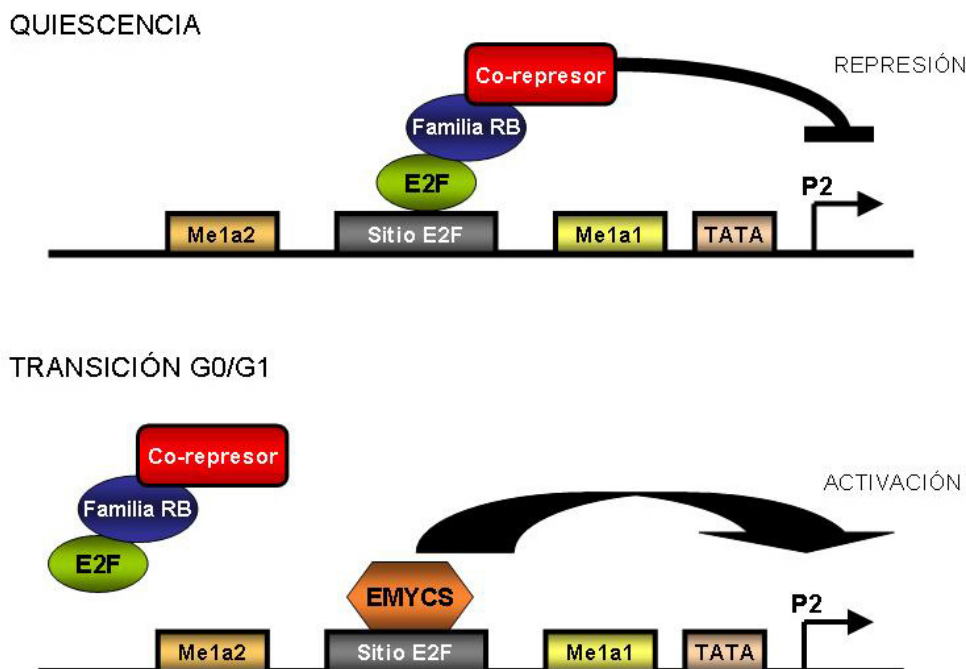 QUIESCENCIA
Co-represor
REPRESIÓN
Familia RB
E2F
P2
Me1a2
Sitio E2F
Me1a1
TATA
TRANSICIÓN G0/G1
Co-represor
ACTIVACIÓN
Familia RB
E2F
EMYCS
P2
Me1a2
Sitio E2F
Me1a1
TATA